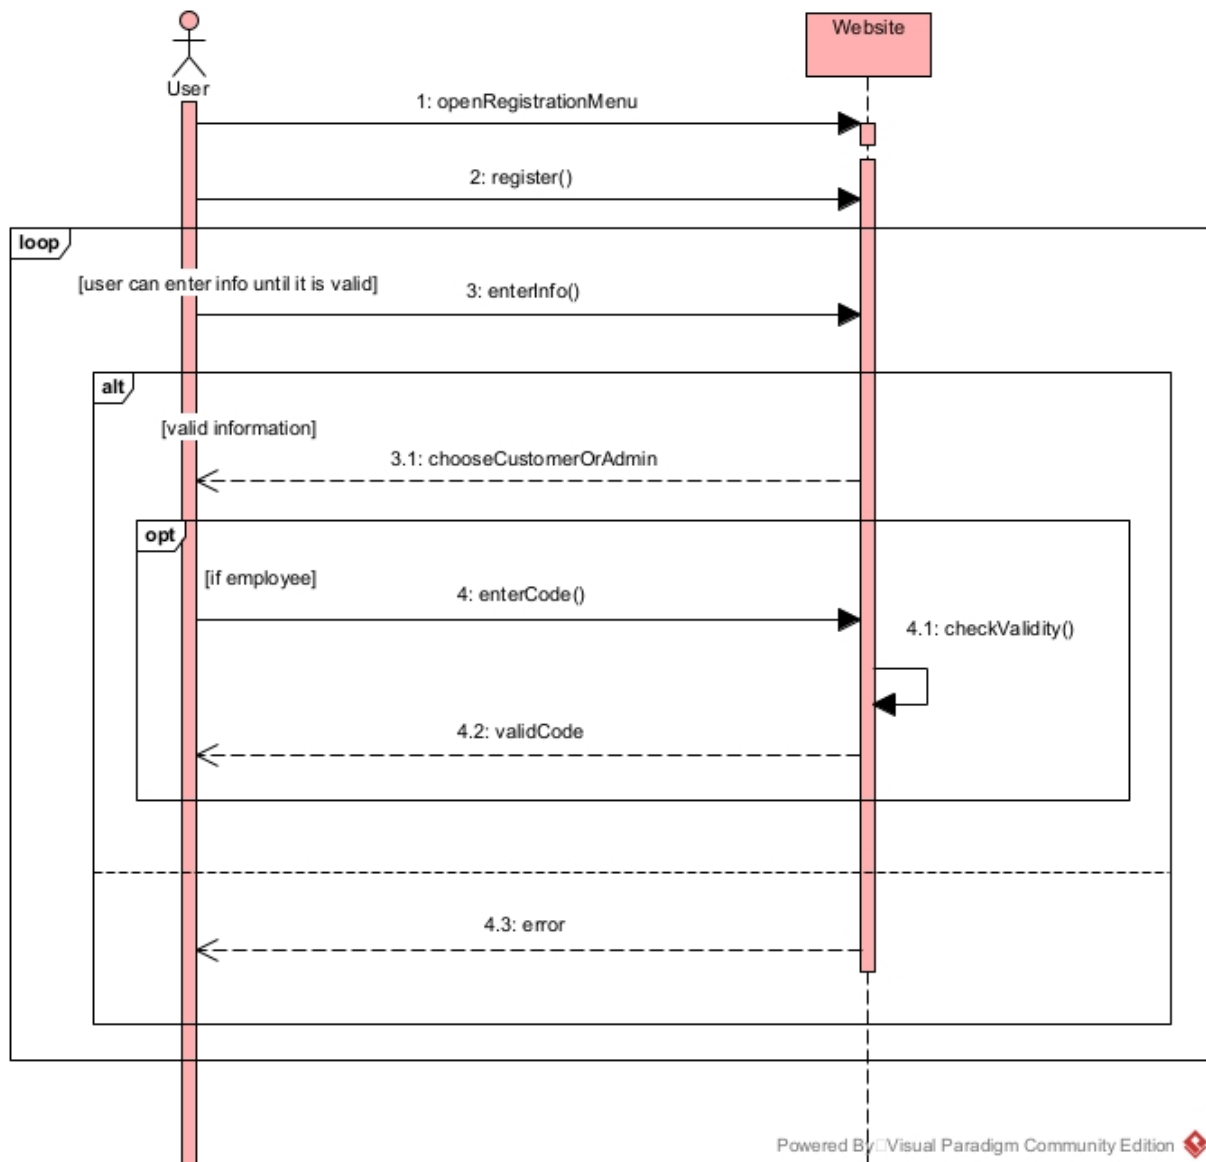 User
Website
1: openRegistrationMenu
2: register()
loop
[user can enter info until it is valid]
3: enterInfo()
alt
[valid information]
3.1: chooseCustomerOrAdmin
opt
[if employee]
4: enterCode()
4.1: checkValidity()
4.2: validCode
4.3: error
Powered By Visual Paradigm Community Edition